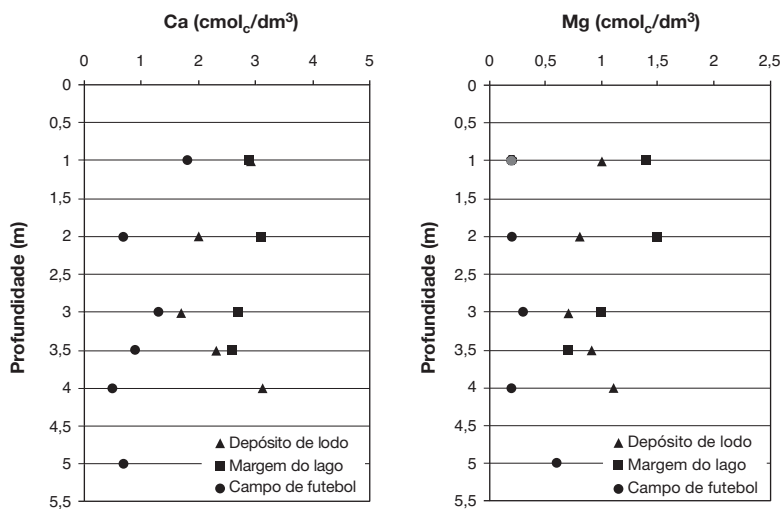 Ca (cmolc/dm³)
0 1 2 3 4 5
Profundidade (m)
0
0,5
1
1,5
2
2,5
3
3,5
4
4,5
5
5,5
Depósito de lodo
Margem do lago
Campo de futebol
Mg (cmolc/dm³)
0 0,5 1 1,5 2 2,5
Profundidade (m)
0
0,5
1
1,5
2
2,5
3
3,5
4
4,5
5
5,5
Depósito de lodo
Margem do lago
Campo de futebol